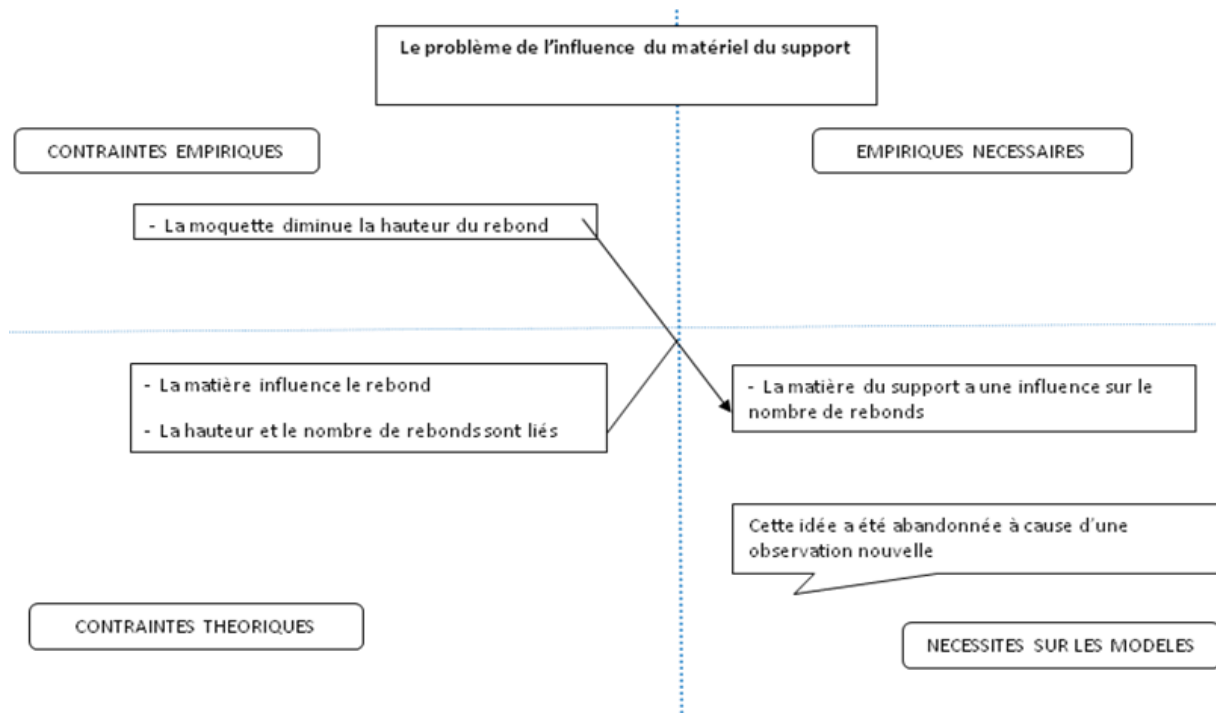 Le problème de l'influence du matériel du support
CONTRAINTES EMPIRIQUES
EMPIRIQUES NECESSAIRES
- La moquette diminue la hauteur du rebond
- La matière influence le rebond
- La hauteur et le nombre de rebonds sont liés
- La matière du support a une influence sur le
nombre de rebonds
Cette idée a été abandonnée à cause d'une
observation nouvelle
CONTRAINTES THEORIQUES
NECESSITES SUR LES MODELES